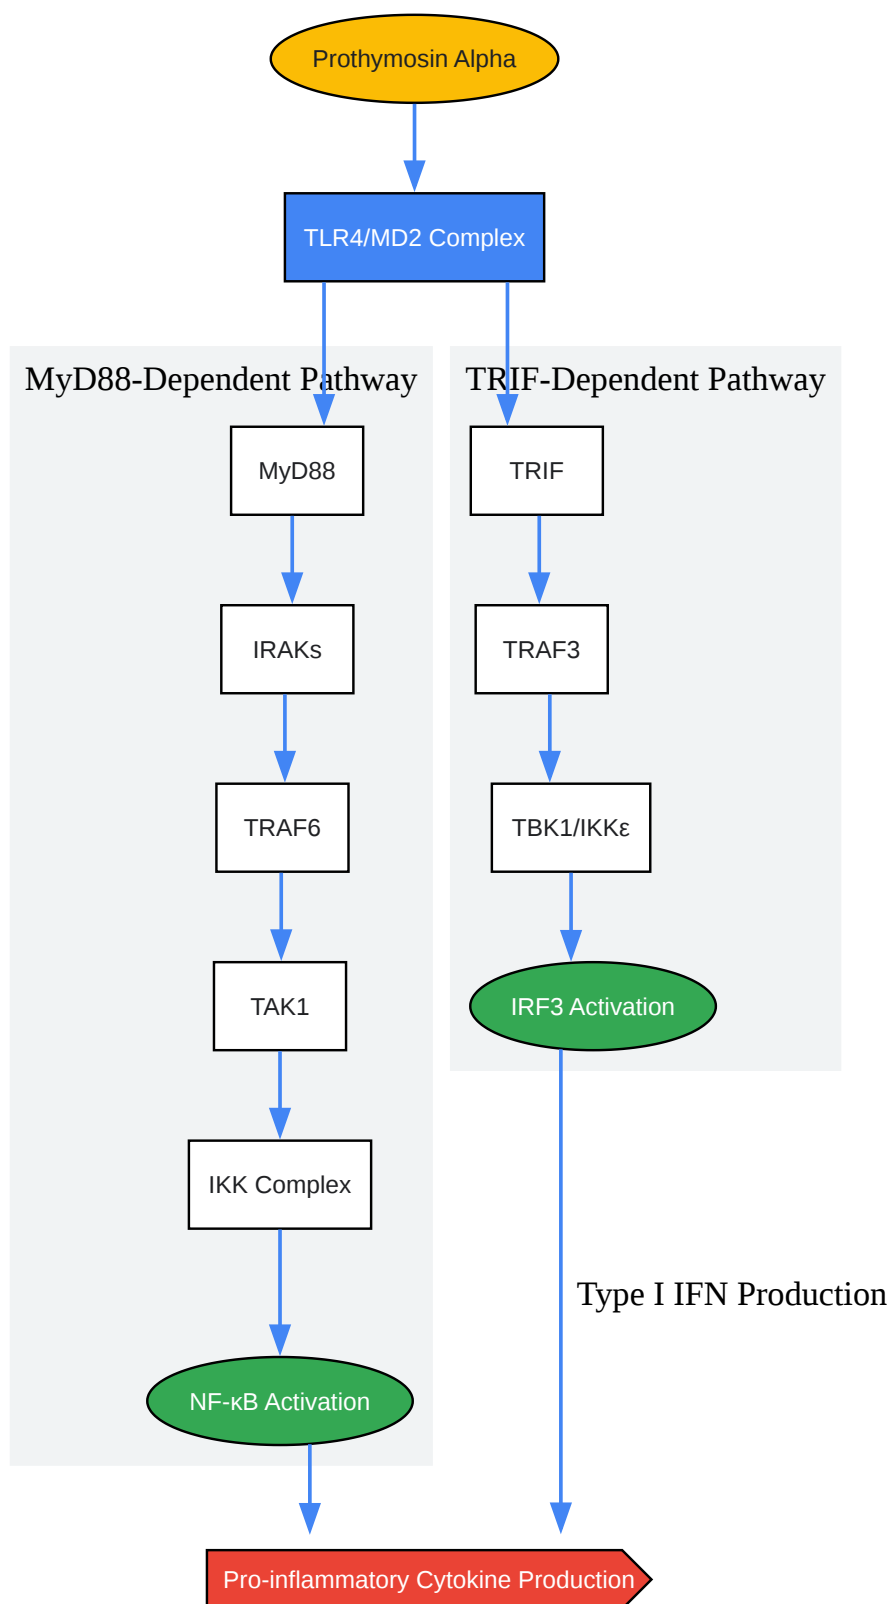 Prothymosin Alpha
TLR4/MD2 Complex
MyD88-Dependent Pathway
MyD88
IRAKs
TRAF6
TAK1
IKK Complex
NF-κB Activation
TRIF-Dependent Pathway
TRIF
TRAF3
TBK1/IKKε
IRF3 Activation
Type I IFN Production
Pro-inflammatory Cytokine Production